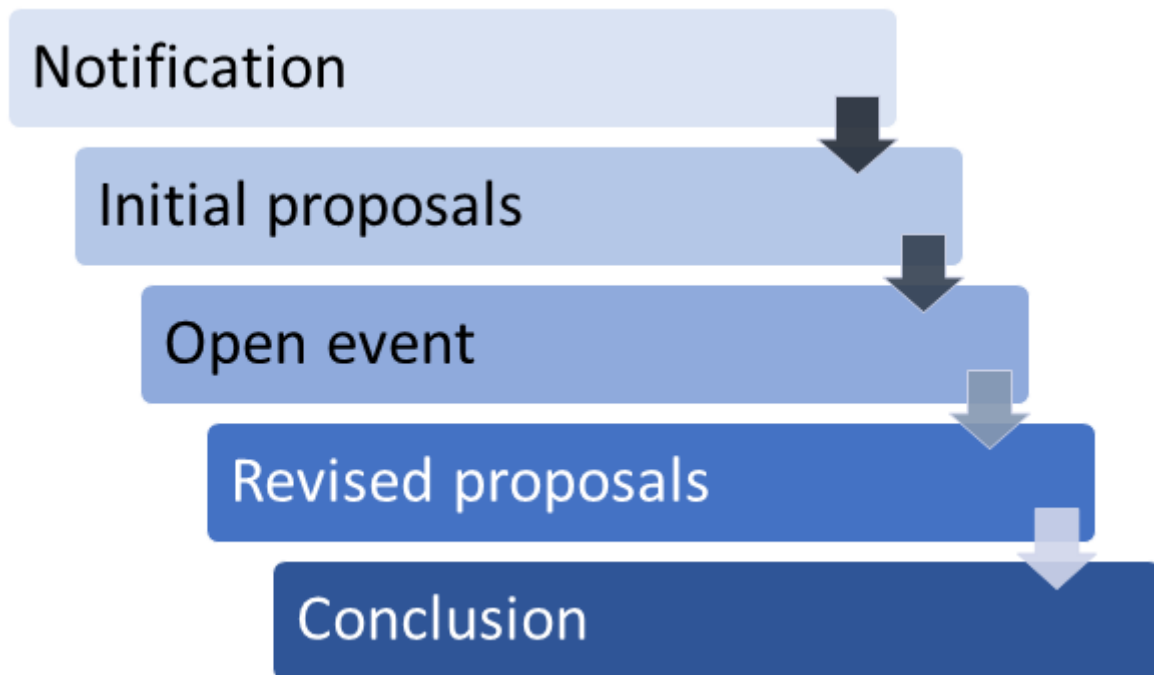 Notification
Initial proposals
Open event
Revised proposals
Conclusion